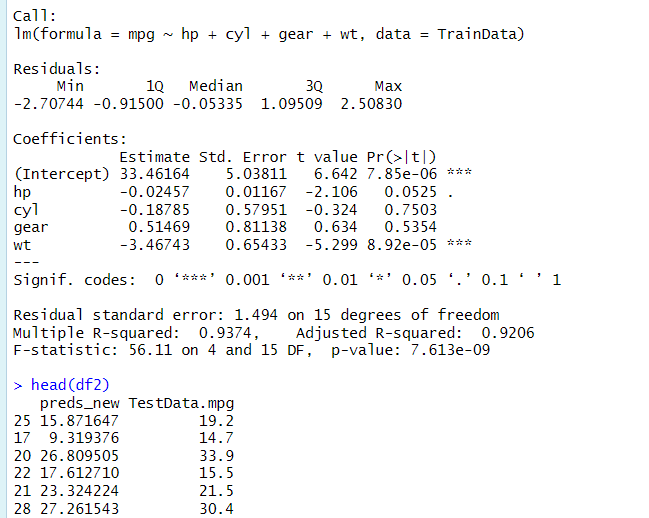 Call:
lm(formula = mpg ~ hp + cyl + gear + wt, data = TrainData)
Residuals:
Min 1Q Median 3Q Max
-2.70744 -0.91500 -0.05335 1.09509 2.50830
Coefficients:
Estimate Std. Error t value Pr(>|t|)
(Intercept) 33.46164 5.03811 6.642 7.85e-06 ***
hp -0.02457 0.01167 -2.106 0.0525 .
cyl -0.18785 0.57951 -0.324 0.7503
gear 0.51469 0.81138 0.634 0.5354
wt -3.46743 0.65433 -5.299 8.92e-05 ***
---
Signif. codes: 0 ‘***’ 0.001 ‘**’ 0.01 ‘*’ 0.05 ‘.’ 0.1 ‘ ’ 1
Residual standard error: 1.494 on 15 degrees of freedom
Multiple R-squared: 0.9374, Adjusted R-squared: 0.9206
F-statistic: 56.11 on 4 and 15 DF, p-value: 7.613e-09
> head(df2)
preds_new TestData.mpg
25 15.871647 19.2
17 9.319376 14.7
20 26.809505 33.9
22 17.612710 15.5
21 23.324224 21.5
28 27.261543 30.4